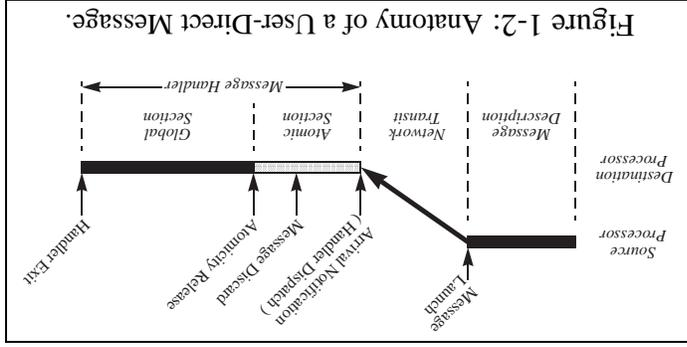 Message
Launch
Arrival Notification
( Handler Dispatch )
Message Discard
Atomicity Release
Handler Exit
Source
Processor
Destination
Processor
Message
Description
Network
Transit
Atomic
Section
Global
Section
Message Handler
Figure 1-2: Anatomy of a User-Direct Message.